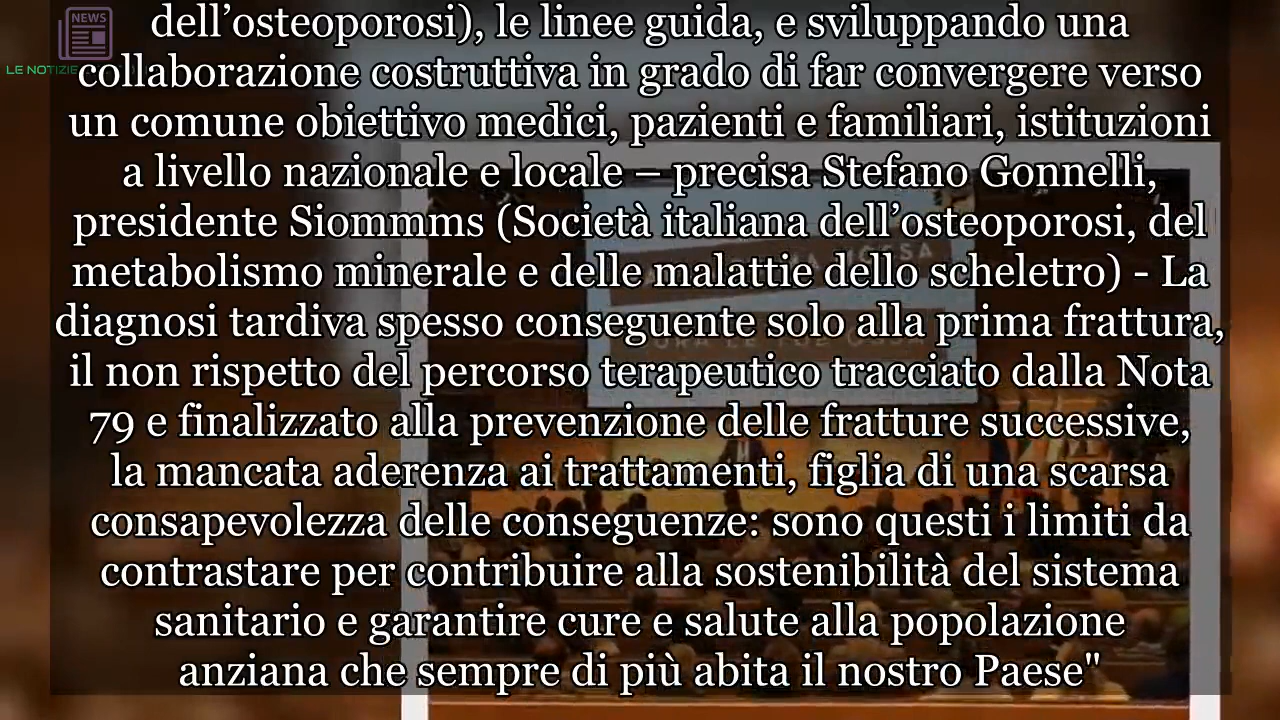 NEWS
LE NOTIZIE
dell’osteoporosi), le linee guida, e sviluppando una
collaborazione costruttiva in grado di far convergere verso
un comune obiettivo medici, pazienti e familiari, istituzioni
a livello nazionale e locale – precisa Stefano Gonnelli,
presidente Siommms (Società italiana dell’osteoporosi, del
metabolismo minerale e delle malattie dello scheletro) - La
diagnosi tardiva spesso conseguente solo alla prima frattura,
il non rispetto del percorso terapeutico tracciato dalla Nota
79 e finalizzato alla prevenzione delle fratture successive,
la mancata aderenza ai trattamenti, figlia di una scarsa
consapevolezza delle conseguenze: sono questi i limiti da
contrastare per contribuire alla sostenibilità del sistema
sanitario e garantire cure e salute alla popolazione
anziana che sempre di più abita il nostro Paese"